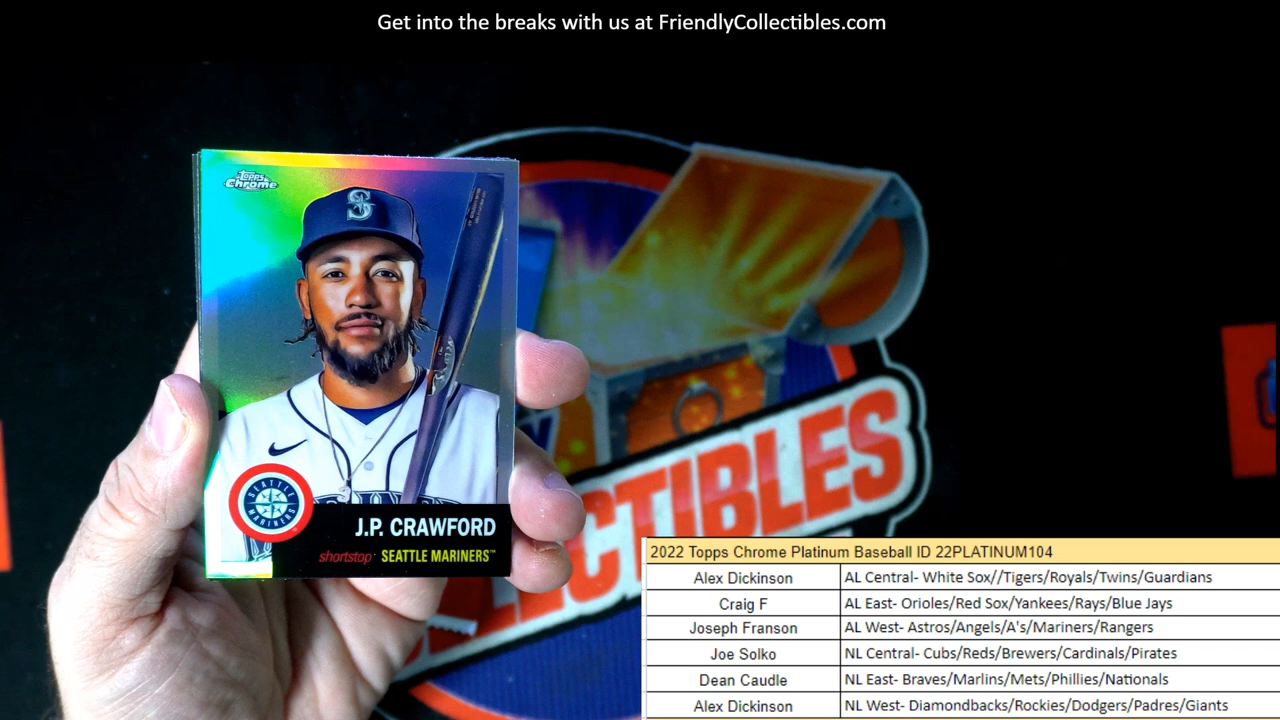 Get into the breaks with us at FriendlyCollectibles.com
Topps
Chrome
S
SEATTLE
MARINERS
J.P. CRAWFORD
shortstop · SEATTLE MARINERS™
CTIBLES
2022 Topps Chrome Platinum Baseball ID 22PLATINUM104
Alex Dickinson AL Central- White Sox//Tigers/Royals/Twins/Guardians
Craig F AL East- Orioles/Red Sox/Yankees/Rays/Blue Jays
Joseph Franson AL West- Astros/Angels/A's/Mariners/Rangers
Joe Solko NL Central- Cubs/Reds/Brewers/Cardinals/Pirates
Dean Caudle NL East- Braves/Marlins/Mets/Phillies/Nationals
Alex Dickinson NL West- Diamondbacks/Rockies/Dodgers/Padres/Giants